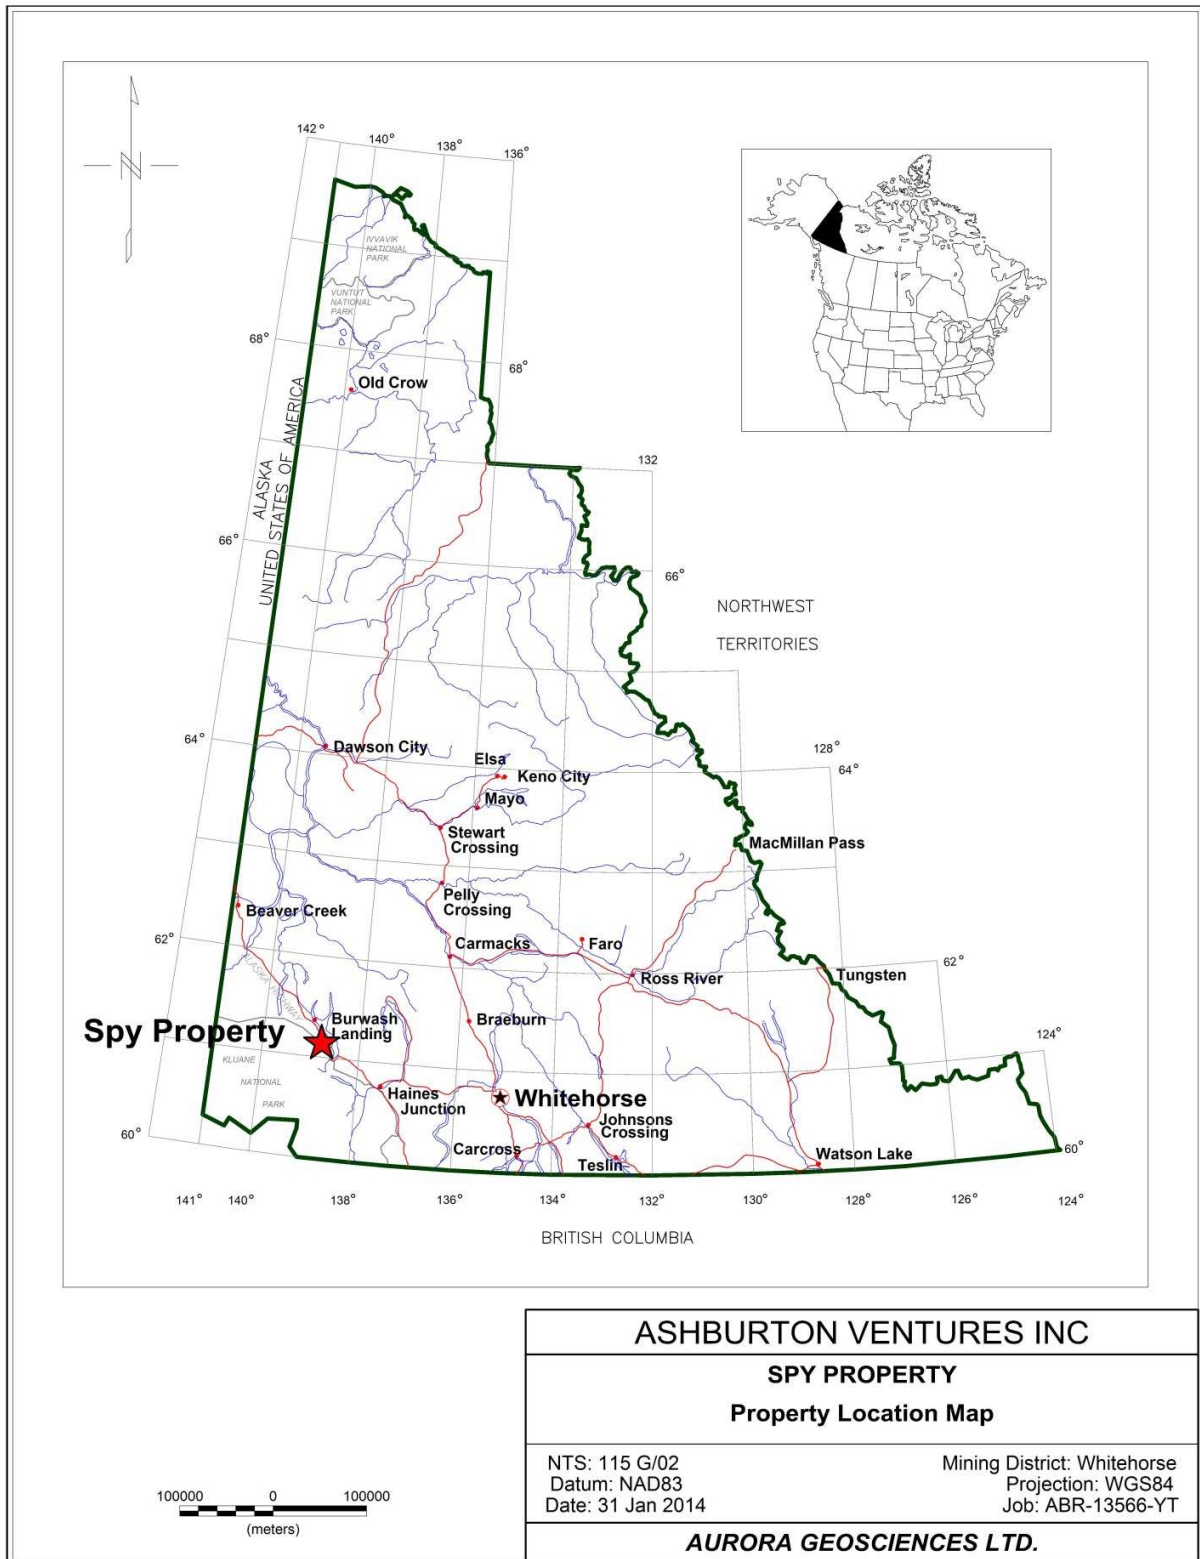 142°
140°
138°
136°
N
IVVAVIK
NATIONAL
PARK
VUNTUT
NATIONAL
PARK
68°
68°
Old Crow
ALASKA
UNITED STATES OF AMERICA
132
66°
66°
NORTHWEST
TERRITORIES
64°
Dawson City
128°
64°
Elsa
Keno City
Mayo
Stewart
Crossing
MacMillan Pass
Pelly
Crossing
Beaver Creek
62°
Carmacks
Faro
62°
Ross River
Tungsten
ALASKA HIGHWAY
Spy Property
Burwash
Landing
Braeburn
124°
KLUANE
NATIONAL
PARK
Haines
Junction
Whitehorse
Johnsons
Crossing
60°
Carcross
Teslin
Watson Lake
60°
141°
140°
138°
136°
134°
132°
130°
128°
126°
124°
BRITISH COLUMBIA
100000 0 100000
(meters)
ASHBURTON VENTURES INC
SPY PROPERTY
Property Location Map
NTS: 115 G/02
Datum: NAD83
Date: 31 Jan 2014
Mining District: Whitehorse
Projection: WGS84
Job: ABR-13566-YT
AURORA GEOSCIENCES LTD.